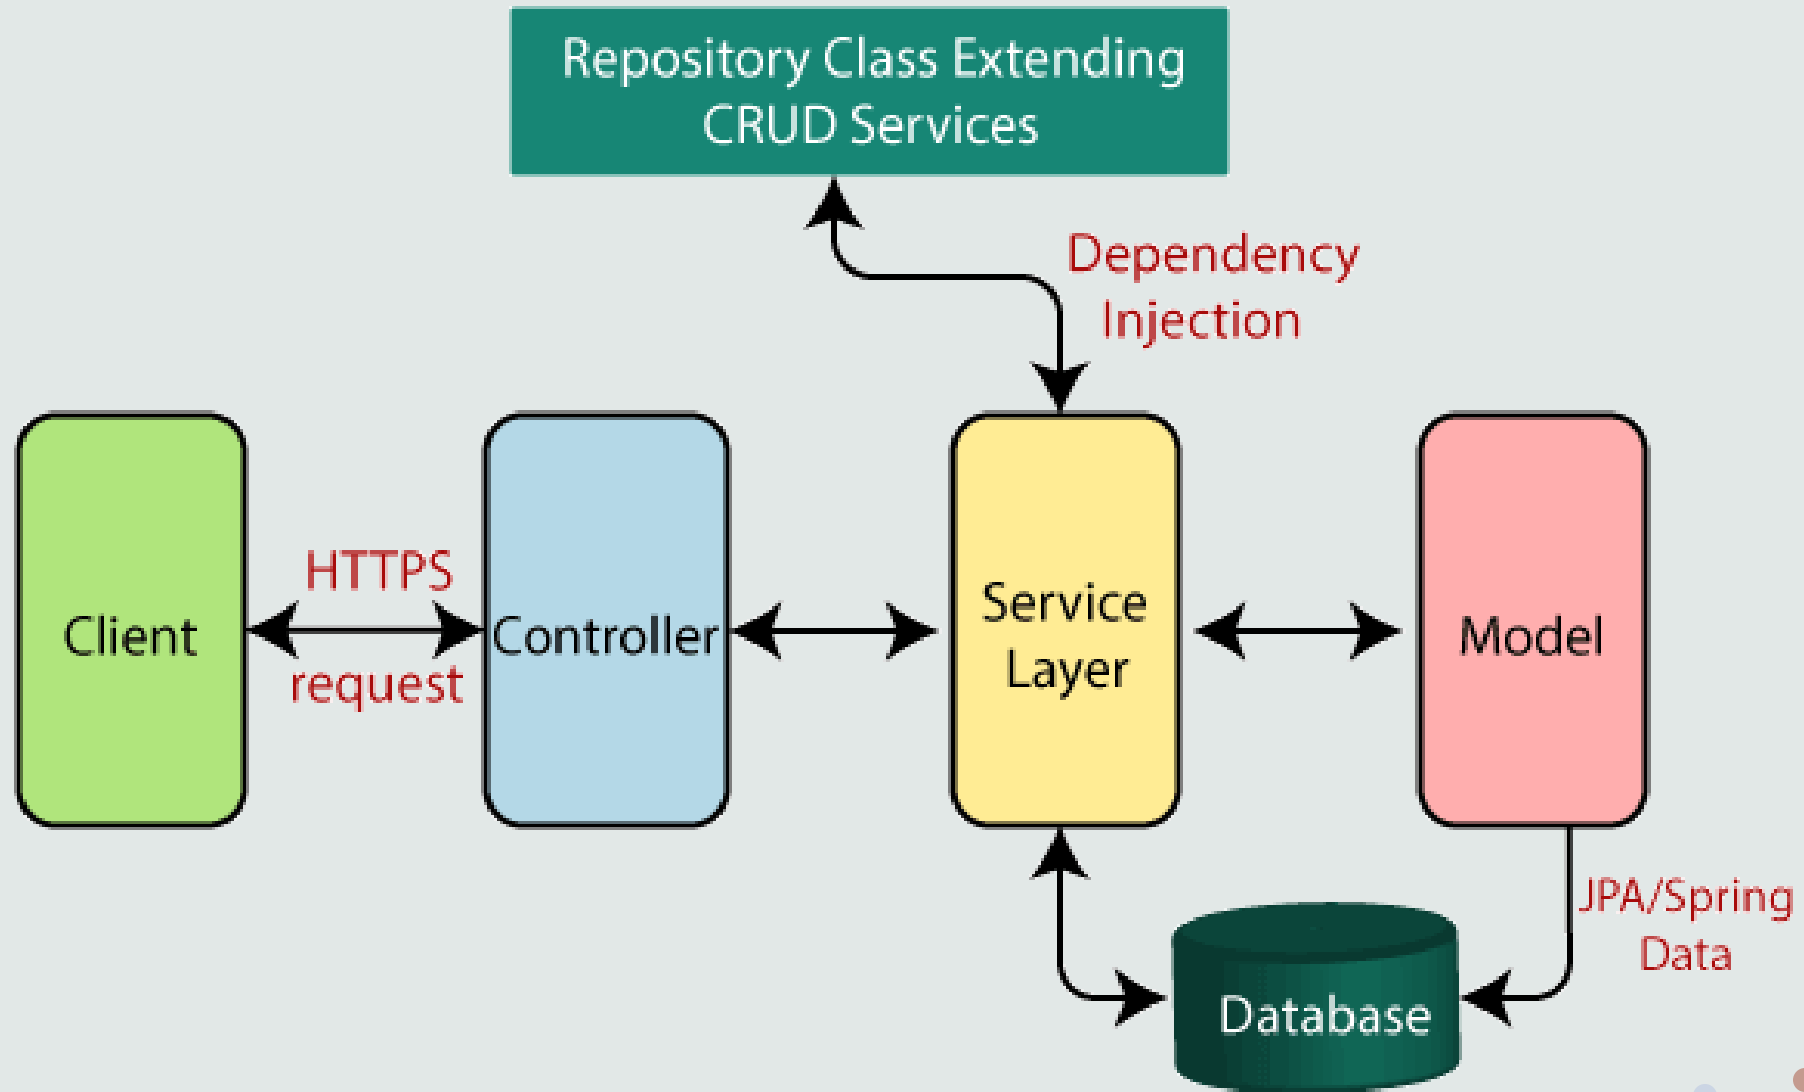 Repository Class Extending
CRUD Services
Dependency
Injection
Client
HTTPS
request
Controller
Service
Layer
Model
JPA/Spring
Data
Database